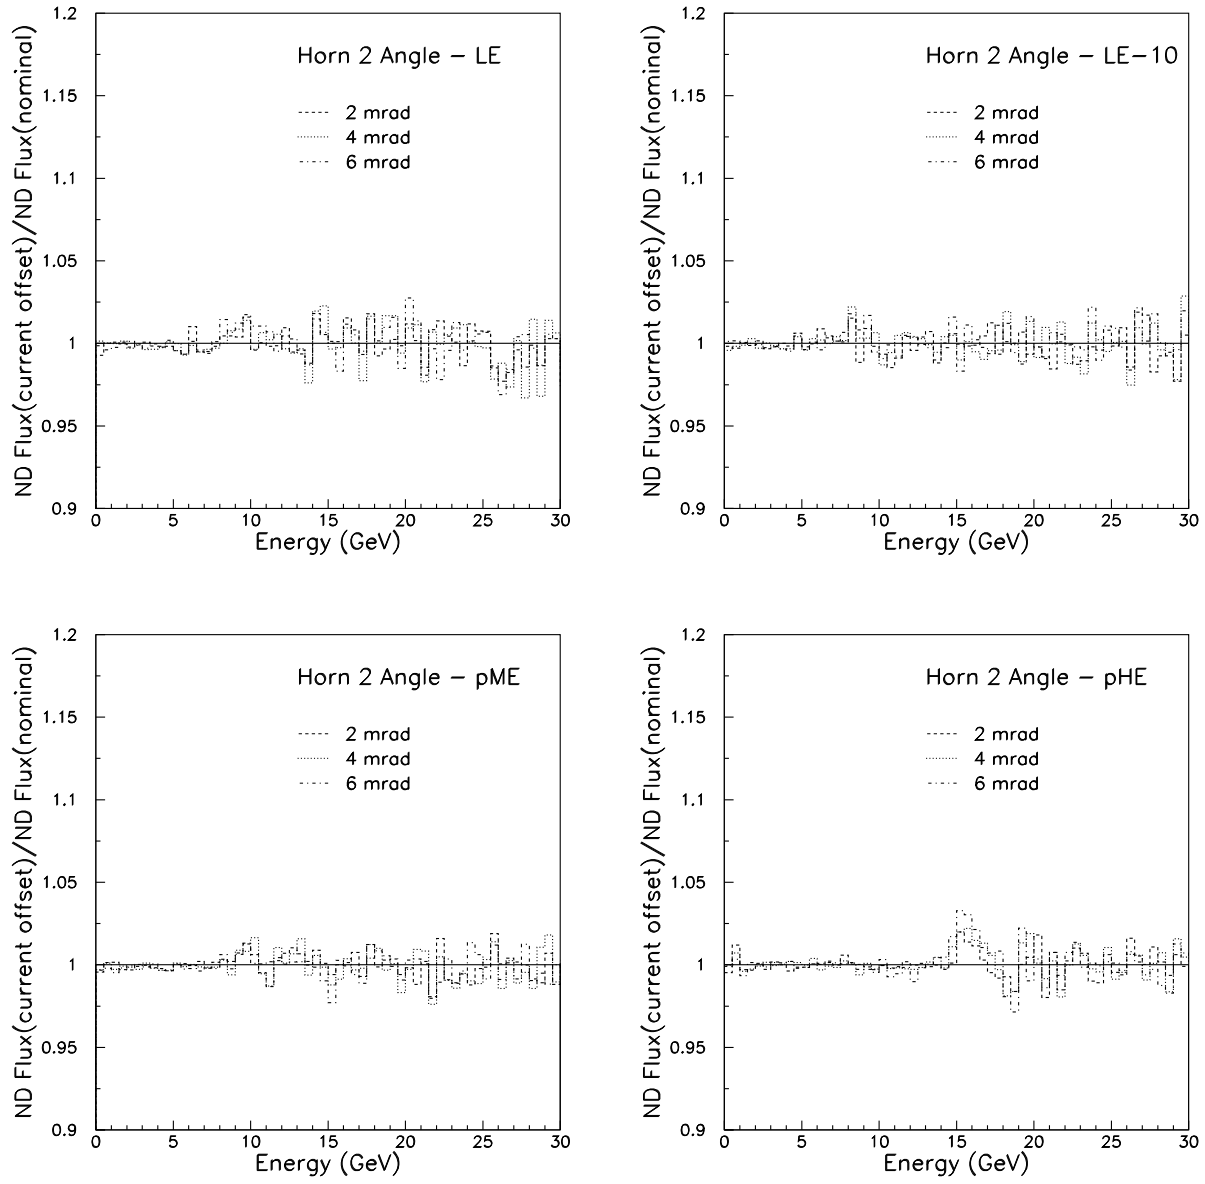 Horn 2 Angle – LE
2 mrad
4 mrad
6 mrad
ND Flux(current offset)/ND Flux(nominal)
1.2
1.15
1.1
1.05
1
0.95
0.9
0 5 10 15 20 25 30
Energy (GeV)
Horn 2 Angle – LE–10
2 mrad
4 mrad
6 mrad
ND Flux(current offset)/ND Flux(nominal)
1.2
1.15
1.1
1.05
1
0.95
0.9
0 5 10 15 20 25 30
Energy (GeV)
Horn 2 Angle – pME
2 mrad
4 mrad
6 mrad
ND Flux(current offset)/ND Flux(nominal)
1.2
1.15
1.1
1.05
1
0.95
0.9
0 5 10 15 20 25 30
Energy (GeV)
Horn 2 Angle – pHE
2 mrad
4 mrad
6 mrad
ND Flux(current offset)/ND Flux(nominal)
1.2
1.15
1.1
1.05
1
0.95
0.9
0 5 10 15 20 25 30
Energy (GeV)